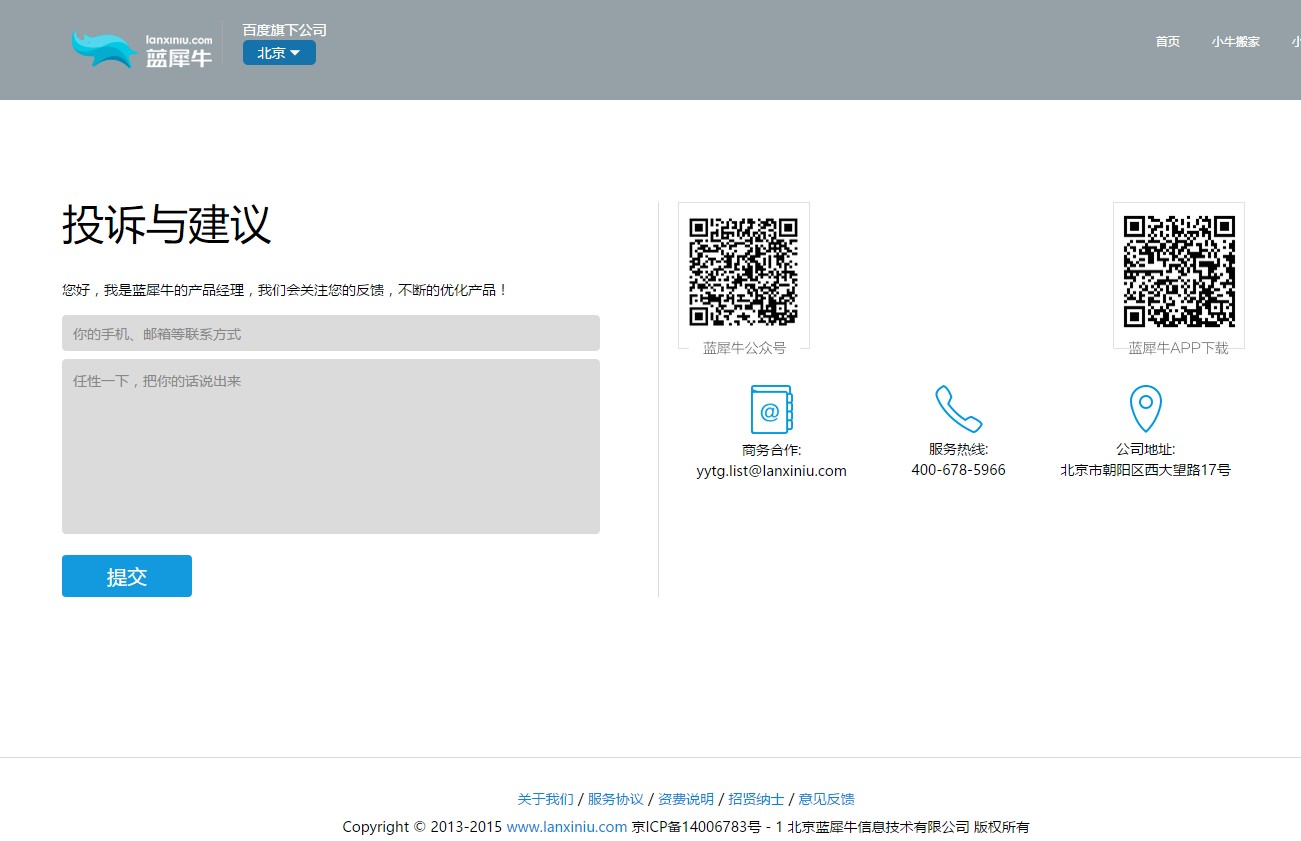 lanxiniu.com
蓝犀牛
百度旗下公司
北京
首页
小牛搬家
投诉与建议
您好，我是蓝犀牛的产品经理，我们会关注您的反馈，不断的优化产品！
你的手机、邮箱等联系方式
任性一下，把你的话说出来
提交
蓝犀牛公众号
蓝犀牛APP下载
@
商务合作:
yytg.list@lanxiniu.com
服务热线:
400-678-5966
公司地址:
北京市朝阳区西大望路17号
关于我们 / 服务协议 / 资费说明 / 招贤纳士 / 意见反馈
Copyright © 2013-2015 www.lanxiniu.com 京ICP备14006783号 - 1 北京蓝犀牛信息技术有限公司 版权所有